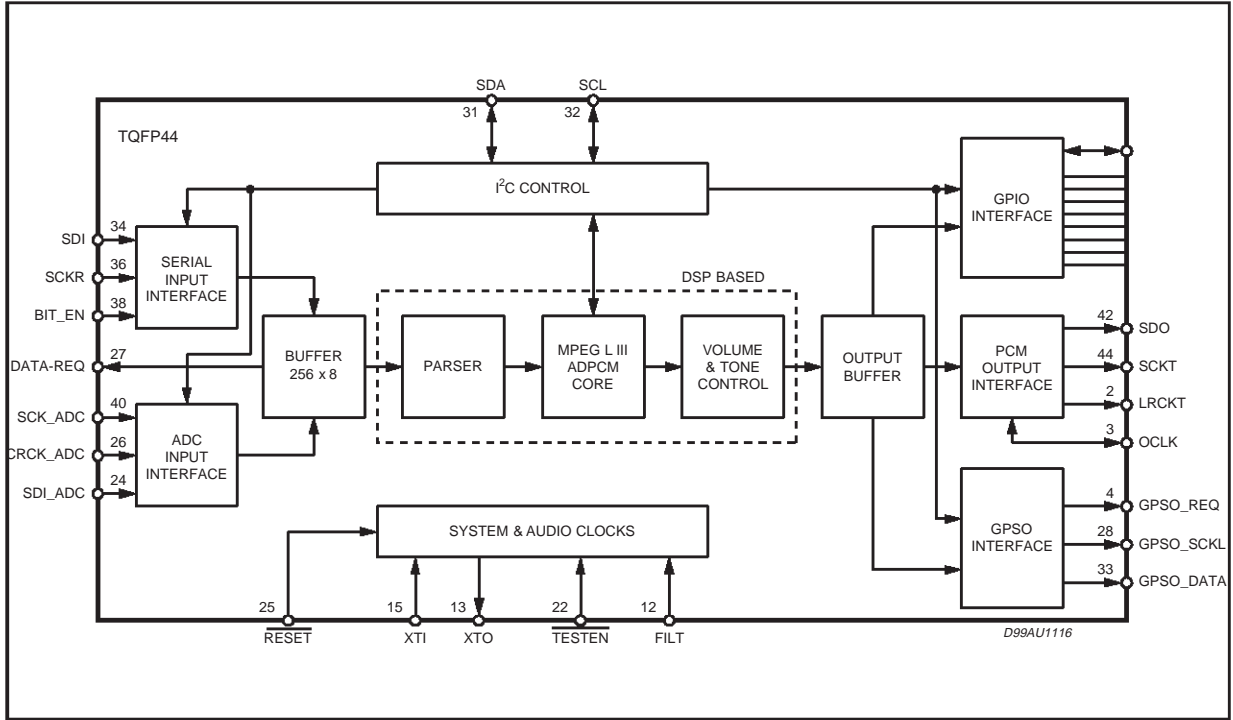 SDA
SCL
31
32
TQFP44
I²C CONTROL
GPIO
INTERFACE
SDI
34
SCKR
36
BIT_EN
38
SERIAL
INPUT
INTERFACE
DSP BASED
DATA-REQ
27
BUFFER
256 x 8
PARSER
MPEG L III
ADPCM
CORE
VOLUME
& TONE
CONTROL
OUTPUT
BUFFER
PCM
OUTPUT
INTERFACE
42
SDO
44
SCKT
2
LRCKT
3
OCLK
SCK_ADC
40
CRCK_ADC
26
SDI_ADC
24
ADC
INPUT
INTERFACE
SYSTEM & AUDIO CLOCKS
GPSO
INTERFACE
4
GPSO_REQ
28
GPSO_SCKL
33
GPSO_DATA
25
15
13
22
12
RESET
XTI
XTO
TESTEN
FILT
D99AU1116